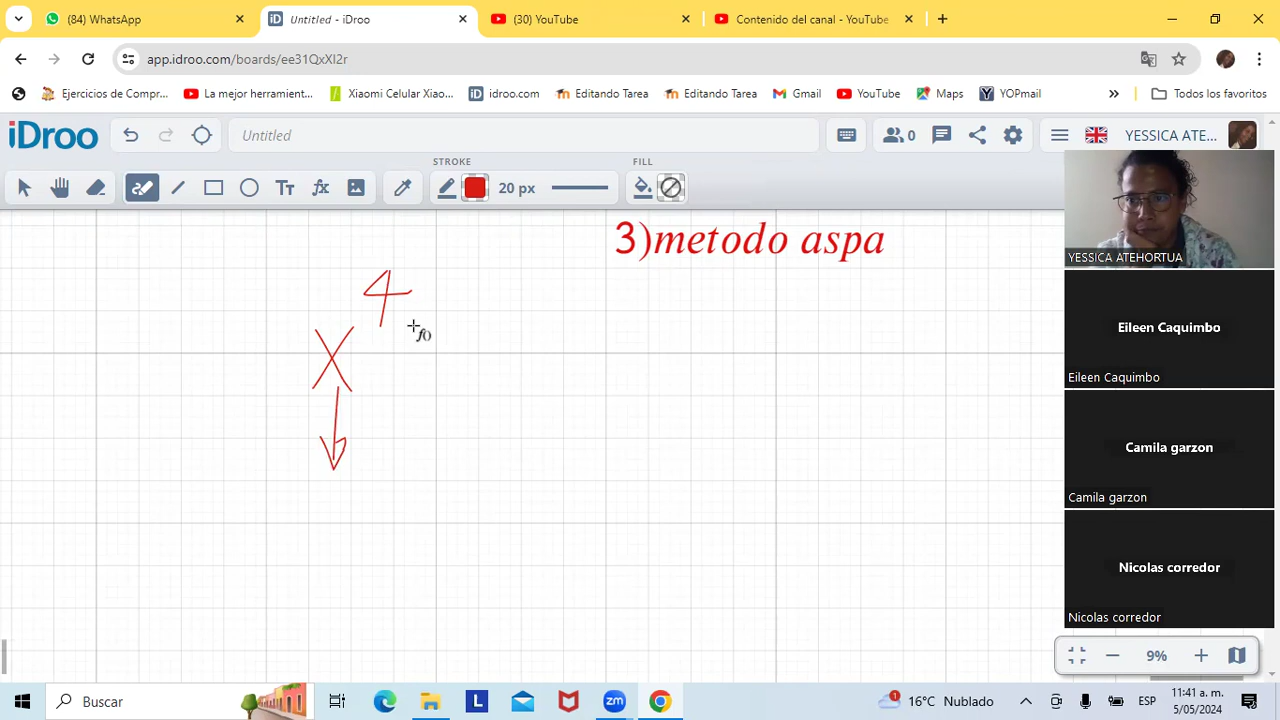 (84) WhatsApp
Untitled - iDroo
(30) YouTube
Contenido del canal - YouTube
app.idroo.com/boards/ee31QxXI2r
Ejercicios de Compr...
La mejor herramient...
Xiaomi Celular Xiao...
idroo.com
Editando Tarea
Editando Tarea
Gmail
YouTube
Maps
YOPmail
Todos los favoritos
iDroo
Untitled
0
YESSICA ATE...
STROKE
FILL
20 px
3)metodo aspa
x 4
YESSICA ATEHORTUA
Eileen Caquimbo
Eileen Caquimbo
Camila garzon
Camila garzon
Nicolas corredor
Nicolas corredor
9%
Buscar
16°C Nublado
ESP
11:41 a. m.
5/05/2024